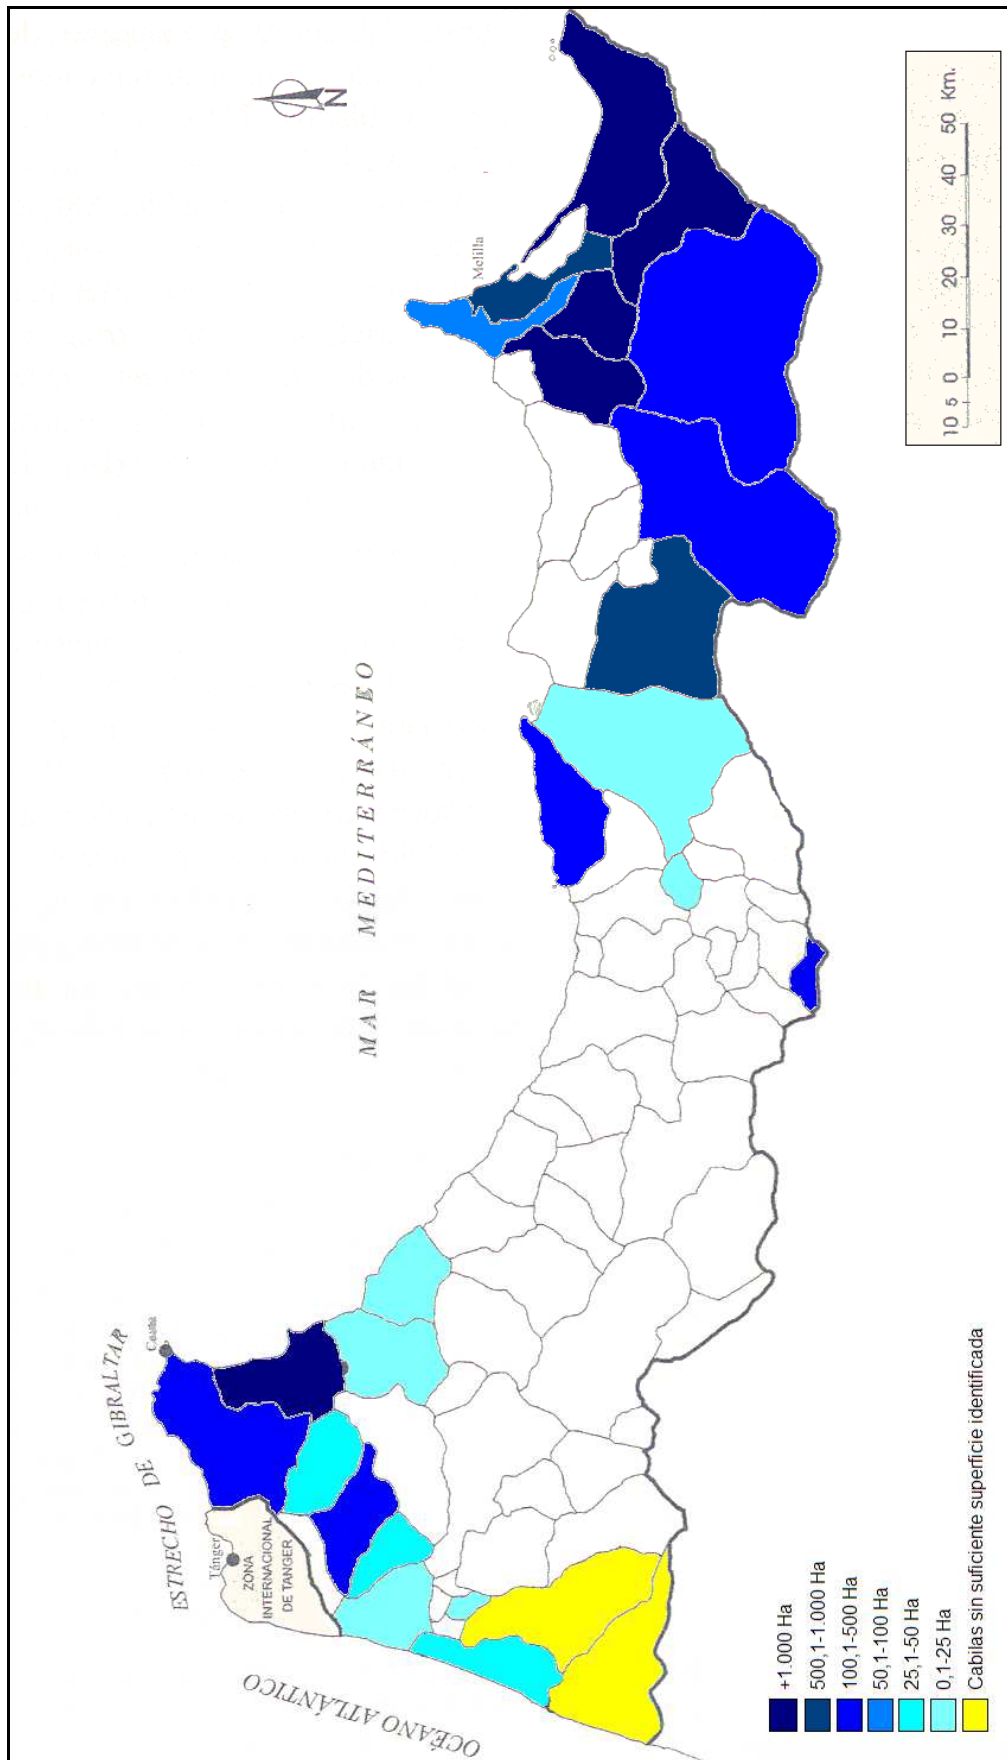 N
Melilla
10 5 0 10 20 30 40 50 Km.
MAR MEDITERRÁNEO
Ceuta
ESTRECHO DE GIBRALTAR
Tánger
ZONA
INTERNACIONAL
DE TANGER
OCÉANO ATLÁNTICO
+1.000 Ha
500,1-1.000 Ha
100,1-500 Ha
50,1-100 Ha
25,1-50 Ha
0,1-25 Ha
Cabilas sin suficiente superficie identificada